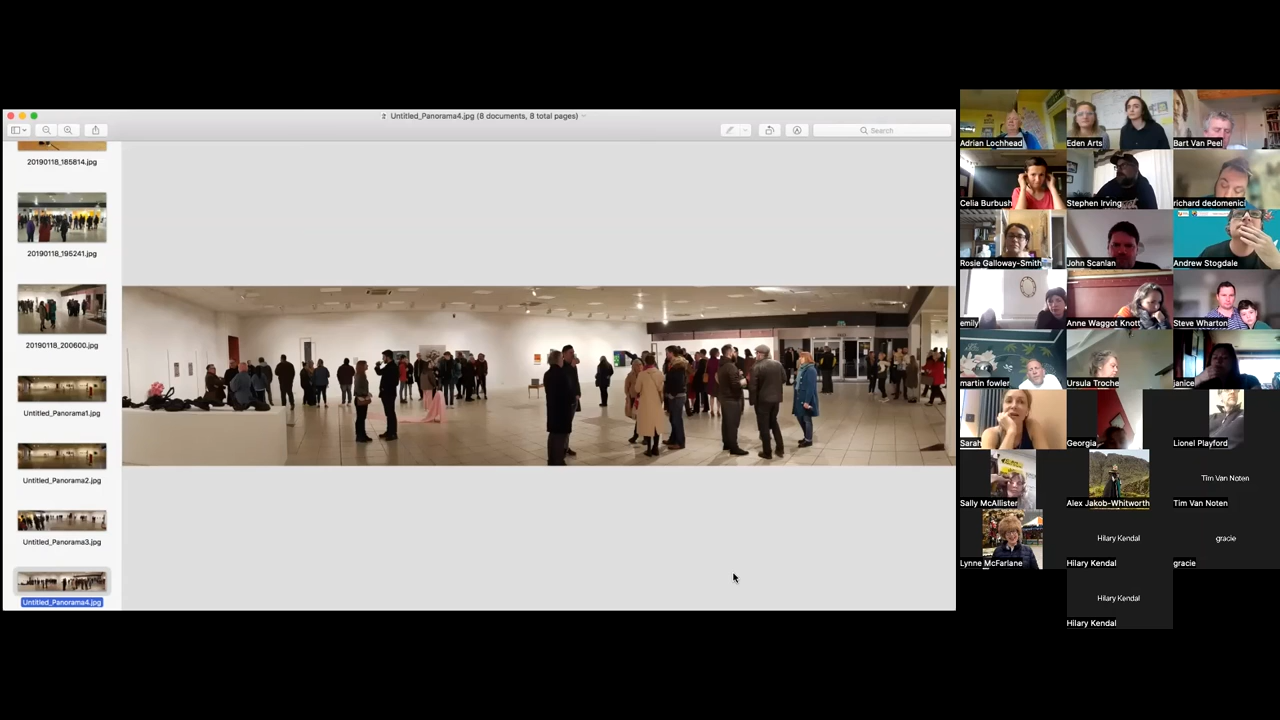 Untitled_Panorama4.jpg (8 documents, 8 total pages)
Search
20190118_185814.jpg
20190118_195241.jpg
20190118_200600.jpg
Untitled_Panorama1.jpg
Untitled_Panorama2.jpg
Untitled_Panorama3.jpg
Untitled_Panorama4.jpg
Adrian Lochhead
Eden Arts
Bart Van Peel
Celia Burbush
Stephen Irving
richard dedomenici
Rosie Galloway-Smith
John Scanlan
Andrew Stogdale
emily
Anne Waggot Knott
Steve Wharton
martin fowler
Ursula Troche
janice
Sarah
Georgia
Lionel Playford
Sally McAllister
Alex Jakob-Whitworth
Tim Van Noten
Tim Van Noten
Lynne McFarlane
Hilary Kendal
Hilary Kendal
gracie
gracie
Hilary Kendal
Hilary Kendal